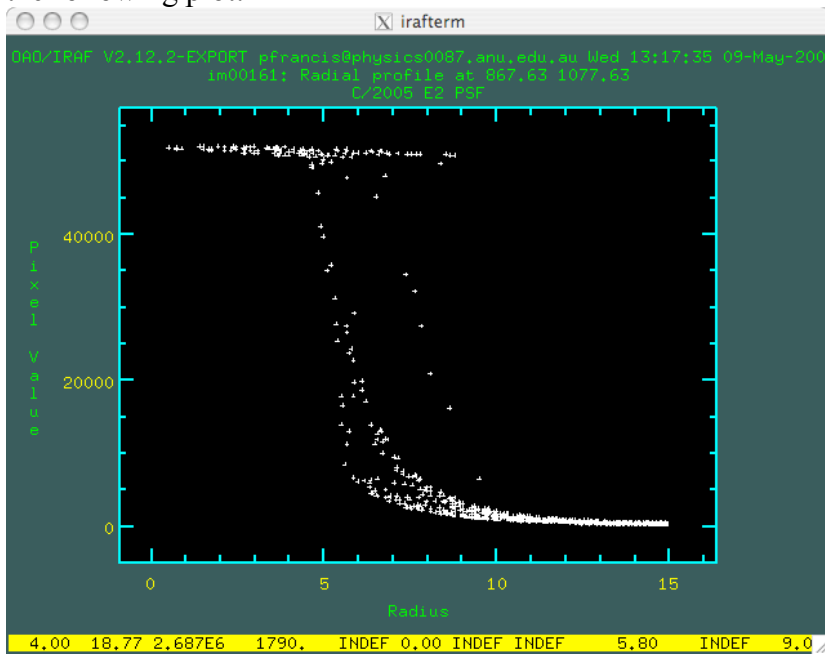 irafterm
OAO/IRAF V2.12.2-EXPORT pfrancis@physics0087.anu.edu.au Wed 13:17:35 09-May-200
im00161: Radial profile at 867.63 1077.63
C/2005 E2 PSF
Pixel Value
40000
20000
0
0 5 10 15
Radius
4.00 18.77 2.687E6 1790. INDEF 0.00 INDEF INDEF 5.80 INDEF 9.0